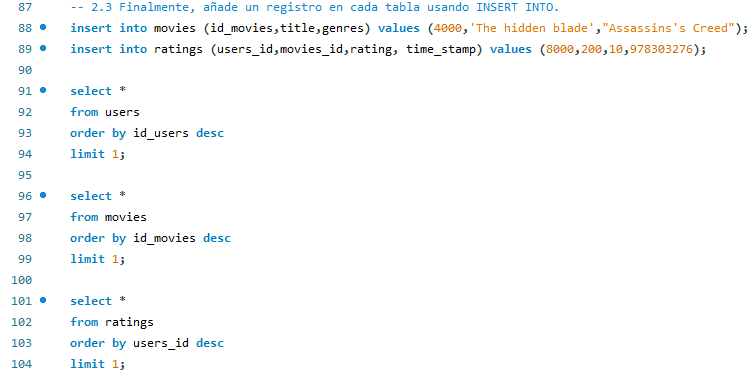 87 -- 2.3 Finalmente, añade un registro en cada tabla usando INSERT INTO.
88 insert into movies (id_movies,title,genres) values (4000,'The hidden blade',"Assassins's Creed");
89 insert into ratings (users_id,movies_id,rating, time_stamp) values (8000,200,10,978303276);
90
91 select *
92 from users
93 order by id_users desc
94 limit 1;
95
96 select *
97 from movies
98 order by id_movies desc
99 limit 1;
100
101 select *
102 from ratings
103 order by users_id desc
104 limit 1;